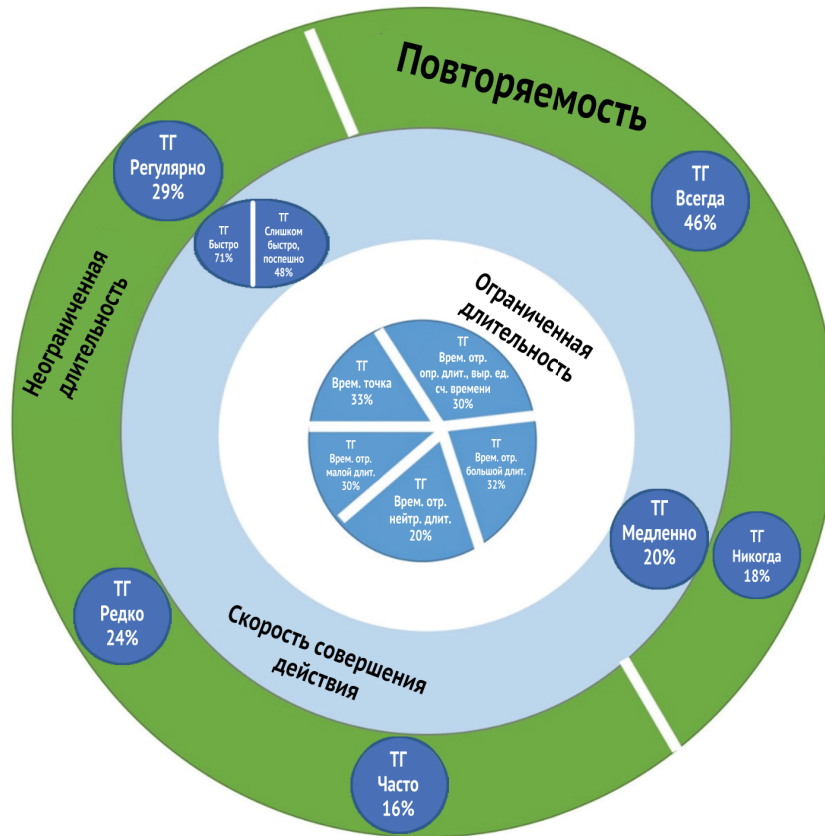 Повторяемость
ТГ
Регулярно
29%
ТГ
Всегда
46%
ТГ
Быстро
71%
ТГ
Слишком
быстро,
поспешно
48%
Неограниченная
длительность
Ограниченная
длительность
ТГ
Врем. точка
33%
ТГ
Врем. отр.
опр. длит., выр. ед.
сч. времени
30%
ТГ
Врем. отр.
малой длит.
30%
ТГ
Врем. отр.
большой длит.
32%
ТГ
Врем. отр.
нейтр. длит.
20%
ТГ
Медленно
20%
ТГ
Никогда
18%
ТГ
Редко
24%
Скорость совершения
действия
ТГ
Часто
16%